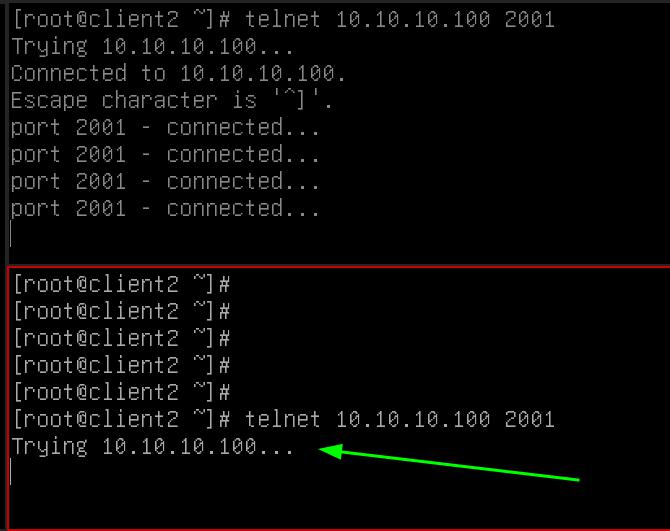 [root@client2 ~]# telnet 10.10.10.100 2001
Trying 10.10.10.100...
Connected to 10.10.10.100.
Escape character is '^]'.
port 2001 - connected...
port 2001 - connected...
port 2001 - connected...
port 2001 - connected...
[root@client2 ~]#
[root@client2 ~]#
[root@client2 ~]#
[root@client2 ~]#
[root@client2 ~]#
[root@client2 ~]# telnet 10.10.10.100 2001
Trying 10.10.10.100...